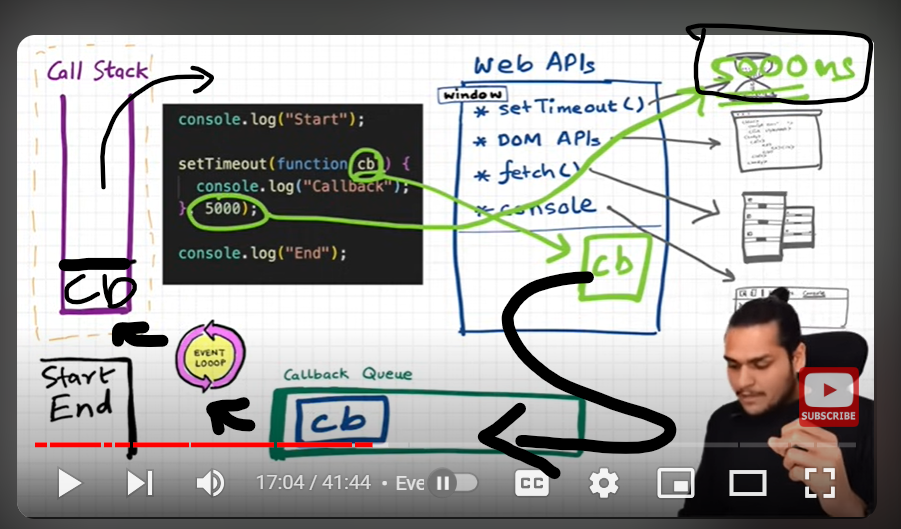 Call Stack
Web APIs
5000ms
window
* setTimeout()
* DOM APIs
* fetch()
* console
console.log("Start");
setTimeout(function cb() {
console.log("Callback");
}, 5000);
console.log("End");
cb
cb
EVENT
LOOOP
Start
End
Callback Queue
cb
SUBSCRIBE
17:04 / 41:44 • Eve
CC